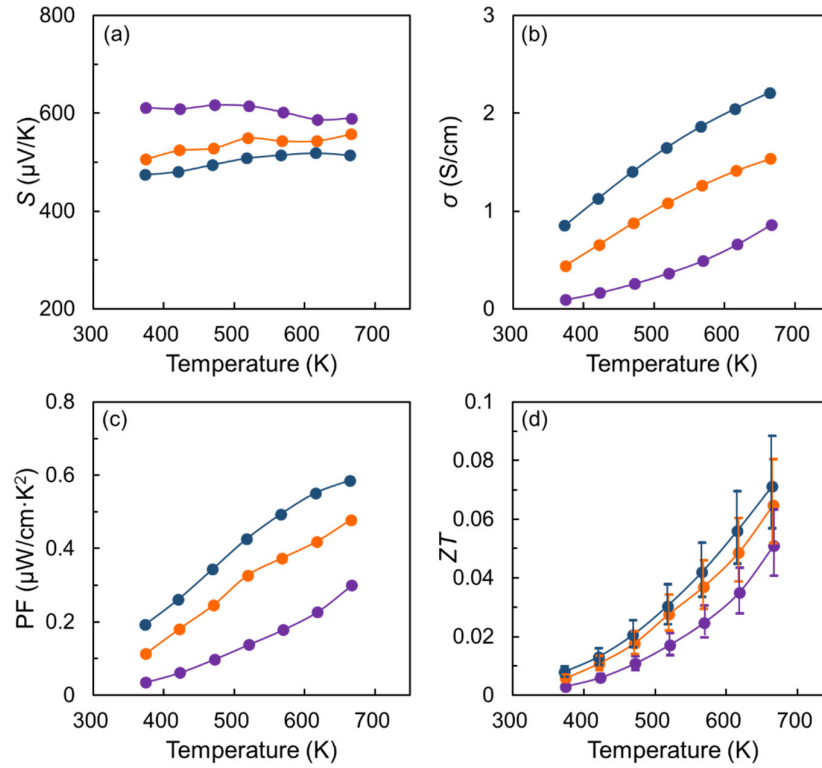 (a)
800
600
400
200
S (μV/K)
300 400 500 600 700
Temperature (K)
(b)
3
2
1
0
σ (S/cm)
300 400 500 600 700
Temperature (K)
(c)
0.8
0.6
0.4
0.2
0
PF (μW/cm·K²)
300 400 500 600 700
Temperature (K)
(d)
0.1
0.08
0.06
0.04
0.02
0
ZT
300 400 500 600 700
Temperature (K)